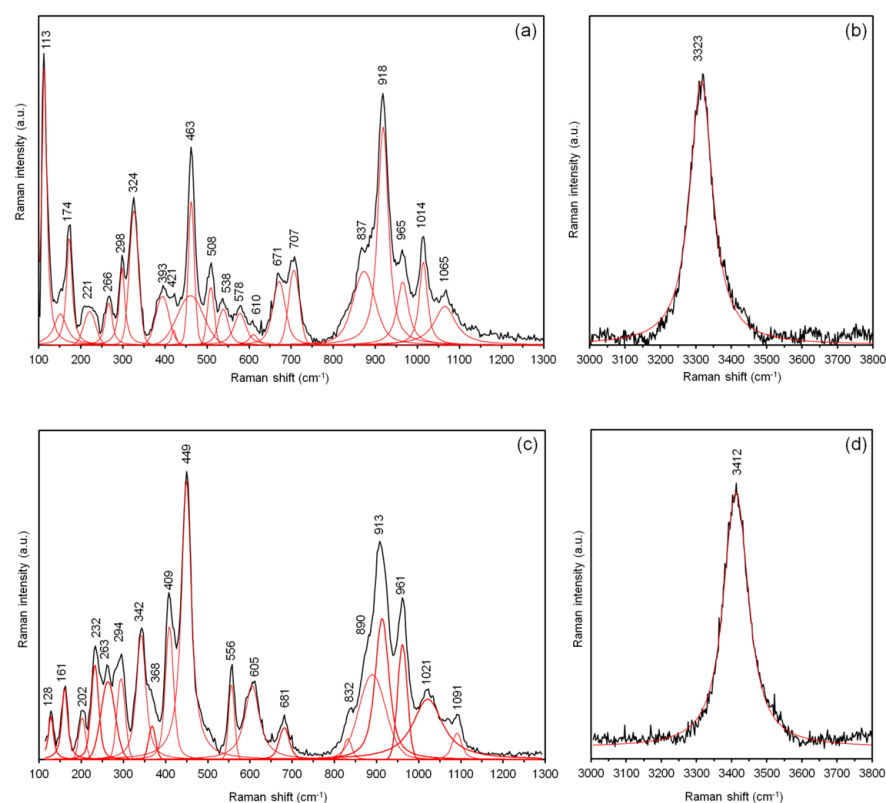 (a)
113
174
221
266
298
324
393
421
463
508
538
578
610
671
707
837
918
965
1014
1065
Raman intensity (a.u.)
100 200 300 400 500 600 700 800 900 1000 1100 1200 1300
Raman shift (cm⁻¹)
(b)
3323
Raman intensity (a.u.)
3000 3100 3200 3300 3400 3500 3600 3700 3800
Raman shift (cm⁻¹)
(c)
128
161
202
232
263
294
342
368
409
449
556
605
681
832
890
913
961
1021
1091
Raman intensity (a.u.)
100 200 300 400 500 600 700 800 900 1000 1100 1200 1300
Raman shift (cm⁻¹)
(d)
3412
Raman intensity (a.u.)
3000 3100 3200 3300 3400 3500 3600 3700 3800
Raman shift (cm⁻¹)